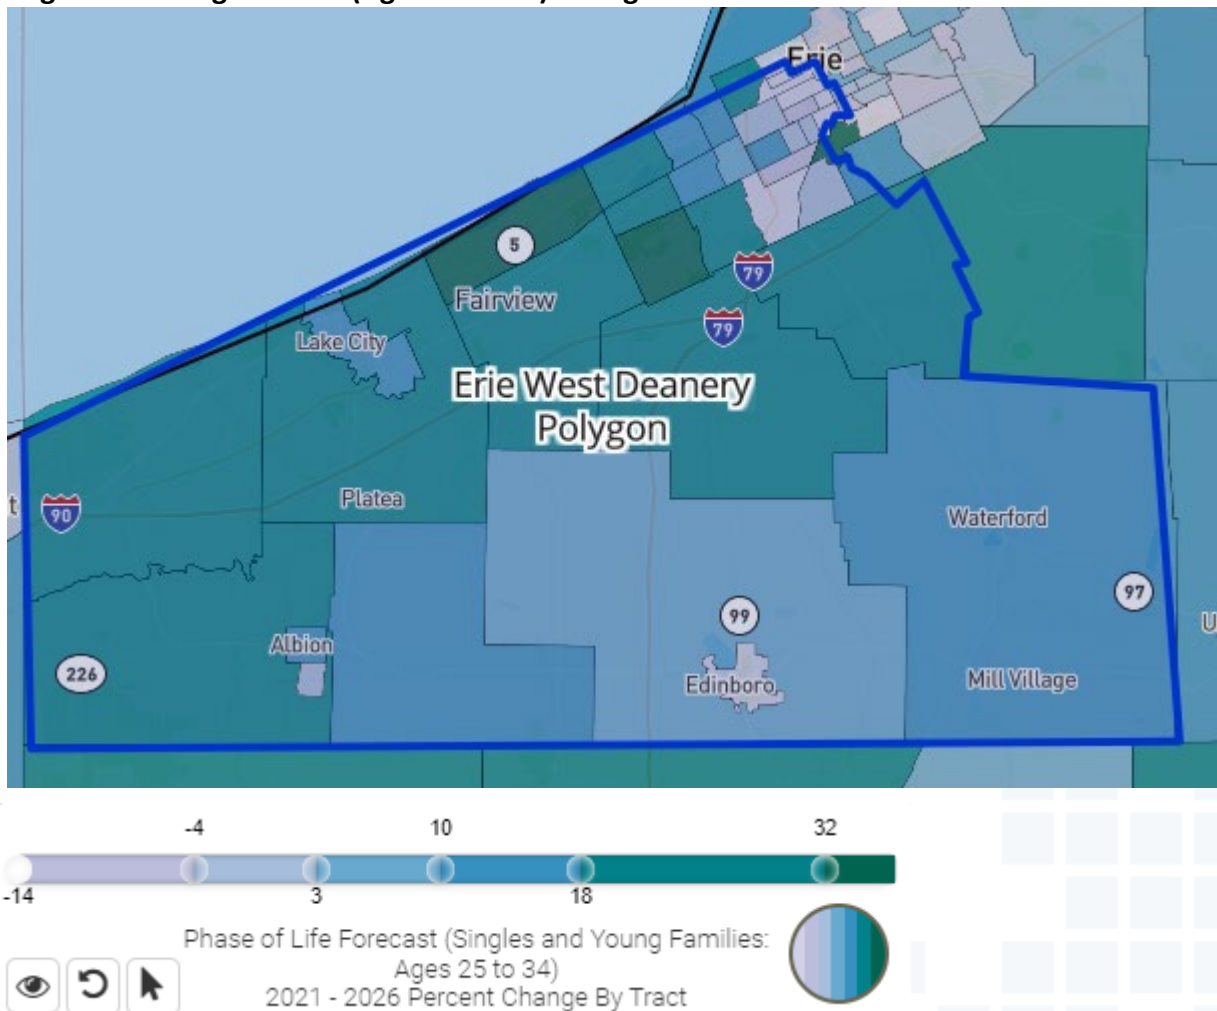 Erie
5
79
Fairview
79
Lake City
Erie West Deanery
Polygon
Platea
90
t
Waterford
97
99
U
Albion
226
Edinboro
Mill Village
-4 10 32
-14 3 18
Phase of Life Forecast (Singles and Young Families:
Ages 25 to 34)
2021 - 2026 Percent Change By Tract